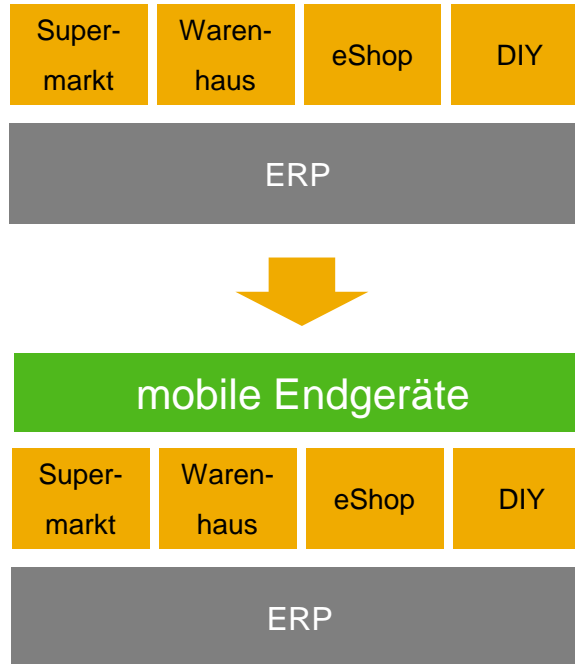 Super-
markt
Waren-
haus
eShop
DIY
ERP
mobile Endgeräte
Super-
markt
Waren-
haus
eShop
DIY
ERP